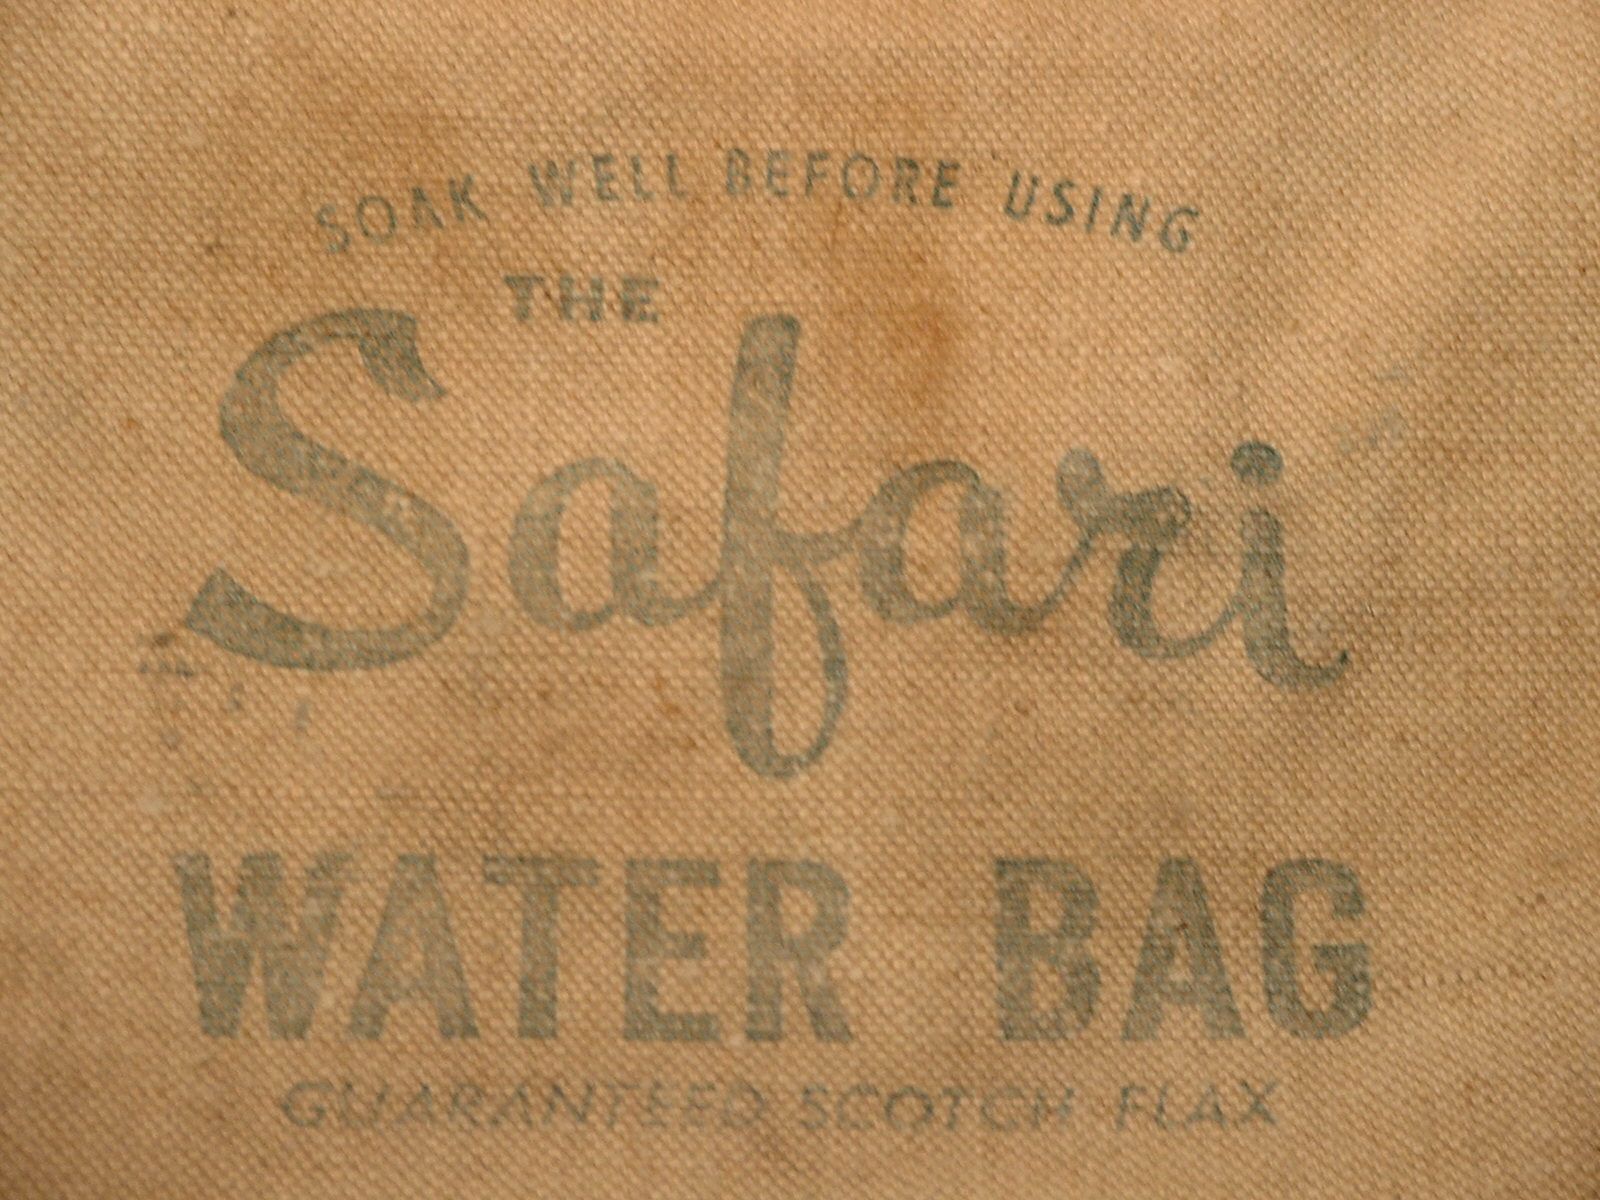 SOAK WELL BEFORE USING
THE
Safari
WATER BAG
GUARANTEED SCOTCH FLAX